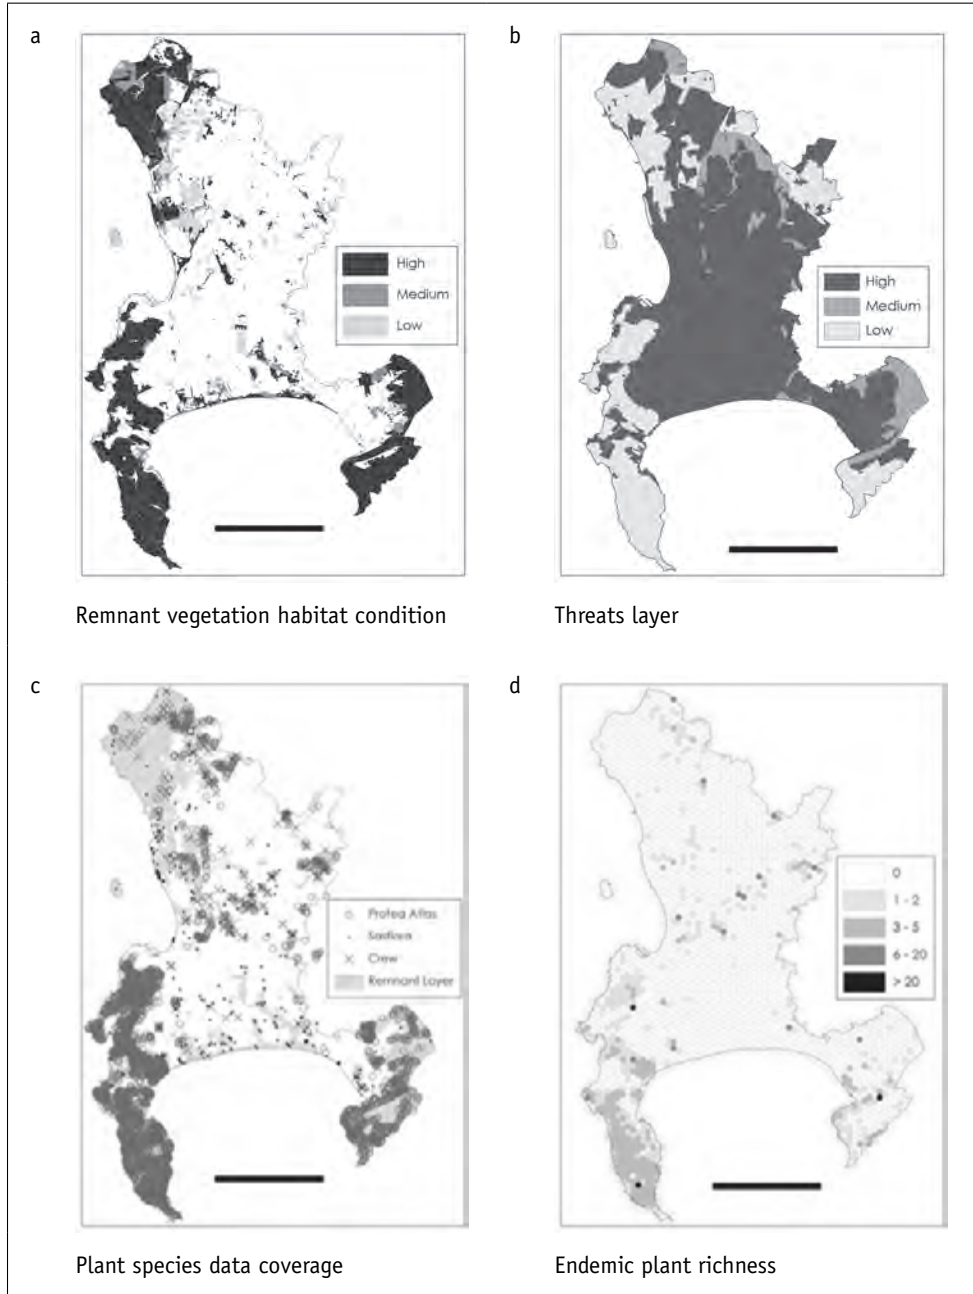 a
b
High
Medium
Low
High
Medium
Low
Remnant vegetation habitat condition
Threats layer
c
d
Protea Atlas
Crew
Remnant Layer
0
1 - 2
3 - 5
6 - 20
> 20
Plant species data coverage
Endemic plant richness